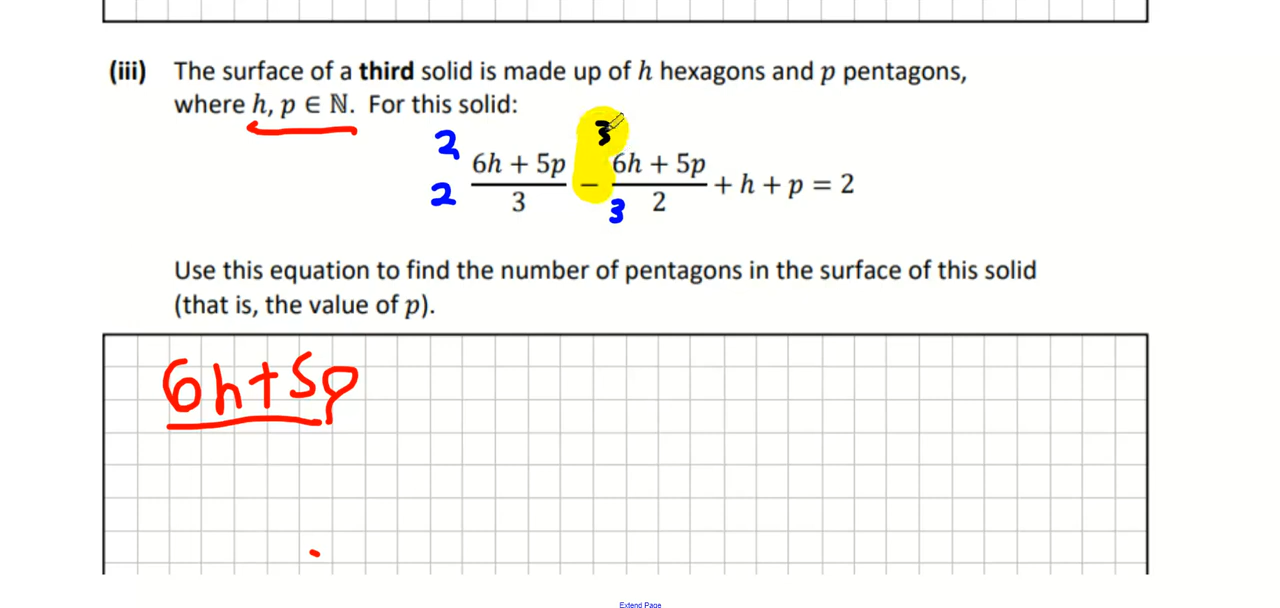 (iii) The surface of a third solid is made up of h hexagons and p pentagons,
where h, p ∈ ℕ. For this solid:
2 3
6h + 5p / 3 − 6h + 5p / 2 + h + p = 2
2 3
Use this equation to find the number of pentagons in the surface of this solid
(that is, the value of p).
6h+5p
Extend Page